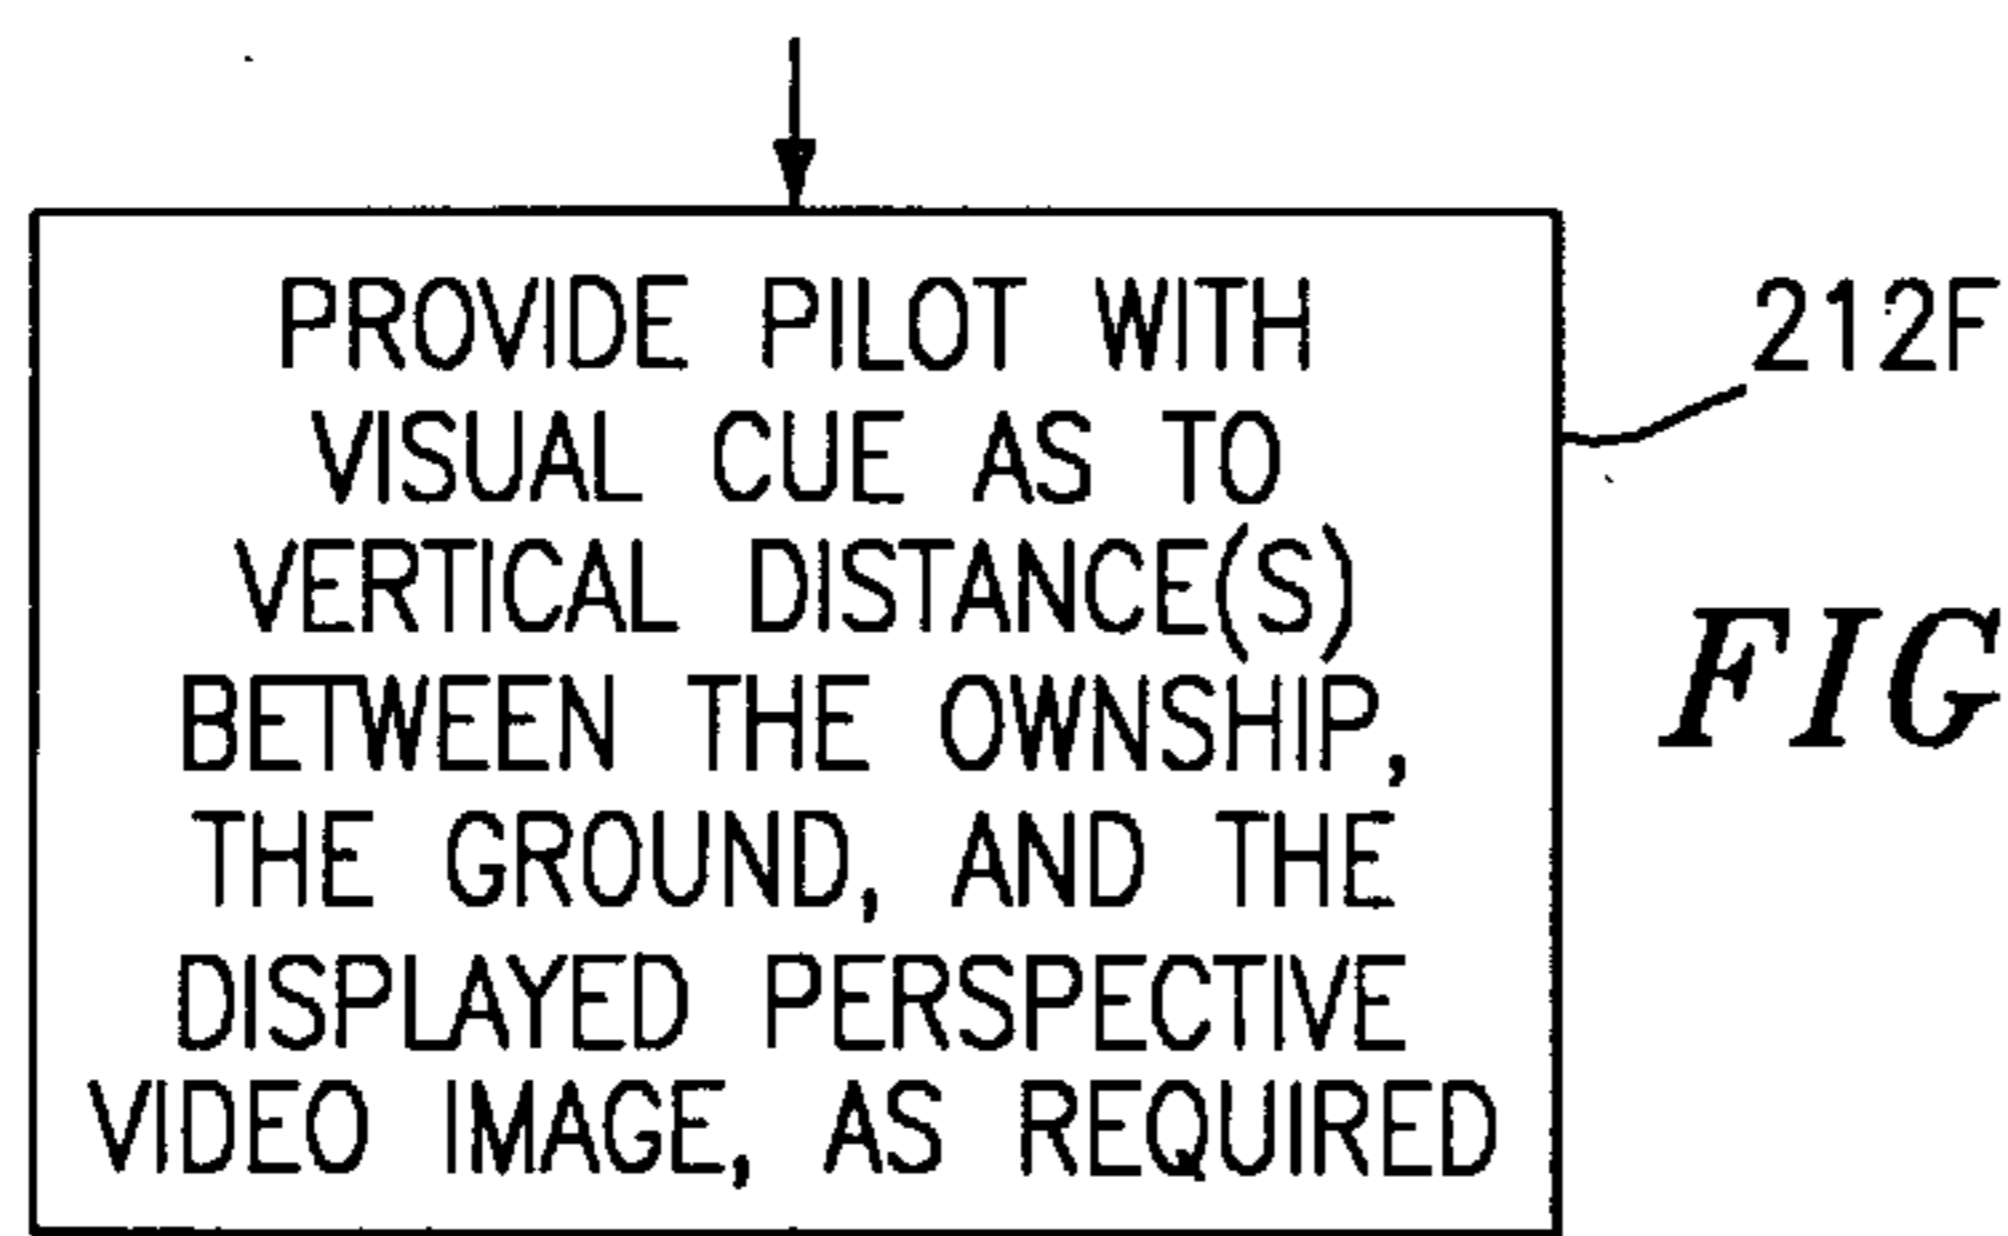 PROVIDE PILOT WITH
VISUAL CUE AS TO
VERTICAL DISTANCE(S)
BETWEEN THE OWNSHIP,
THE GROUND, AND THE
DISPLAYED PERSPECTIVE
VIDEO IMAGE, AS REQUIRED
212F
FIG